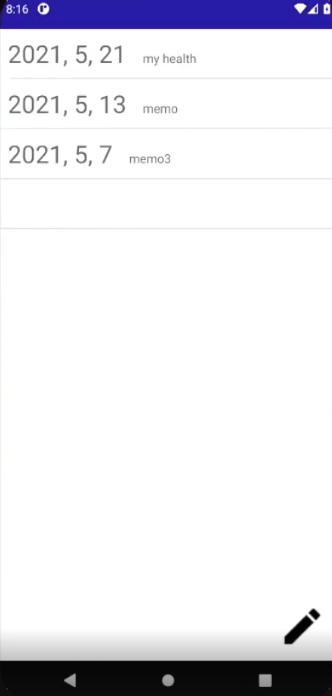 8:16
2021, 5, 21 my health
2021, 5, 13 memo
2021, 5, 7 memo3